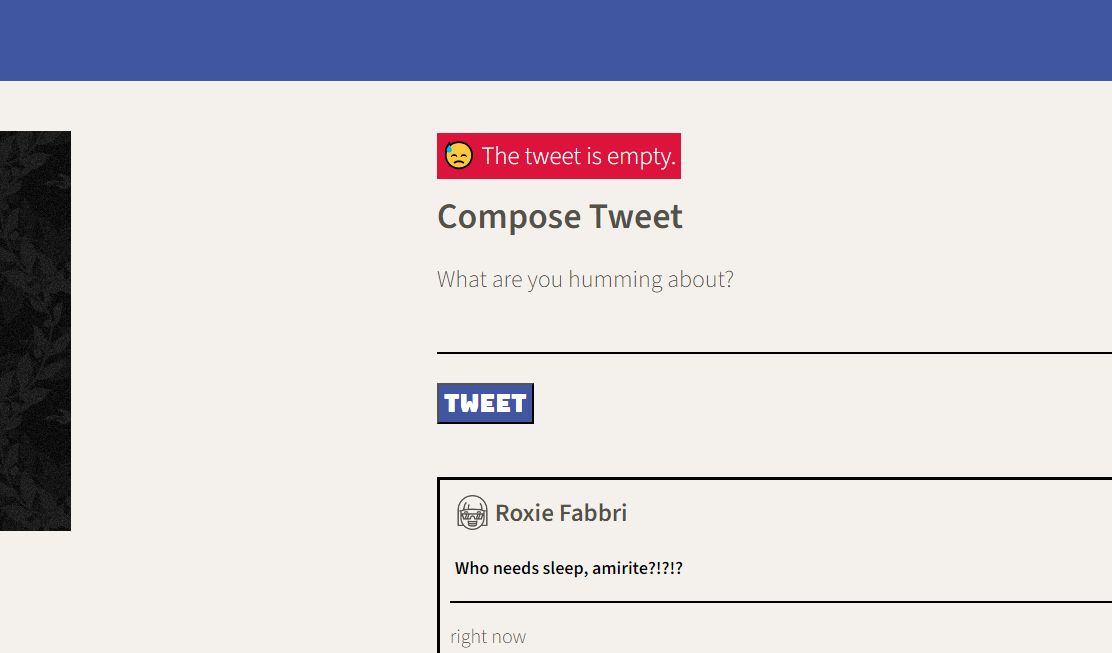 The tweet is empty.
Compose Tweet
What are you humming about?
TWEET
Roxie Fabbri
Who needs sleep, amirite?!?!?
right now